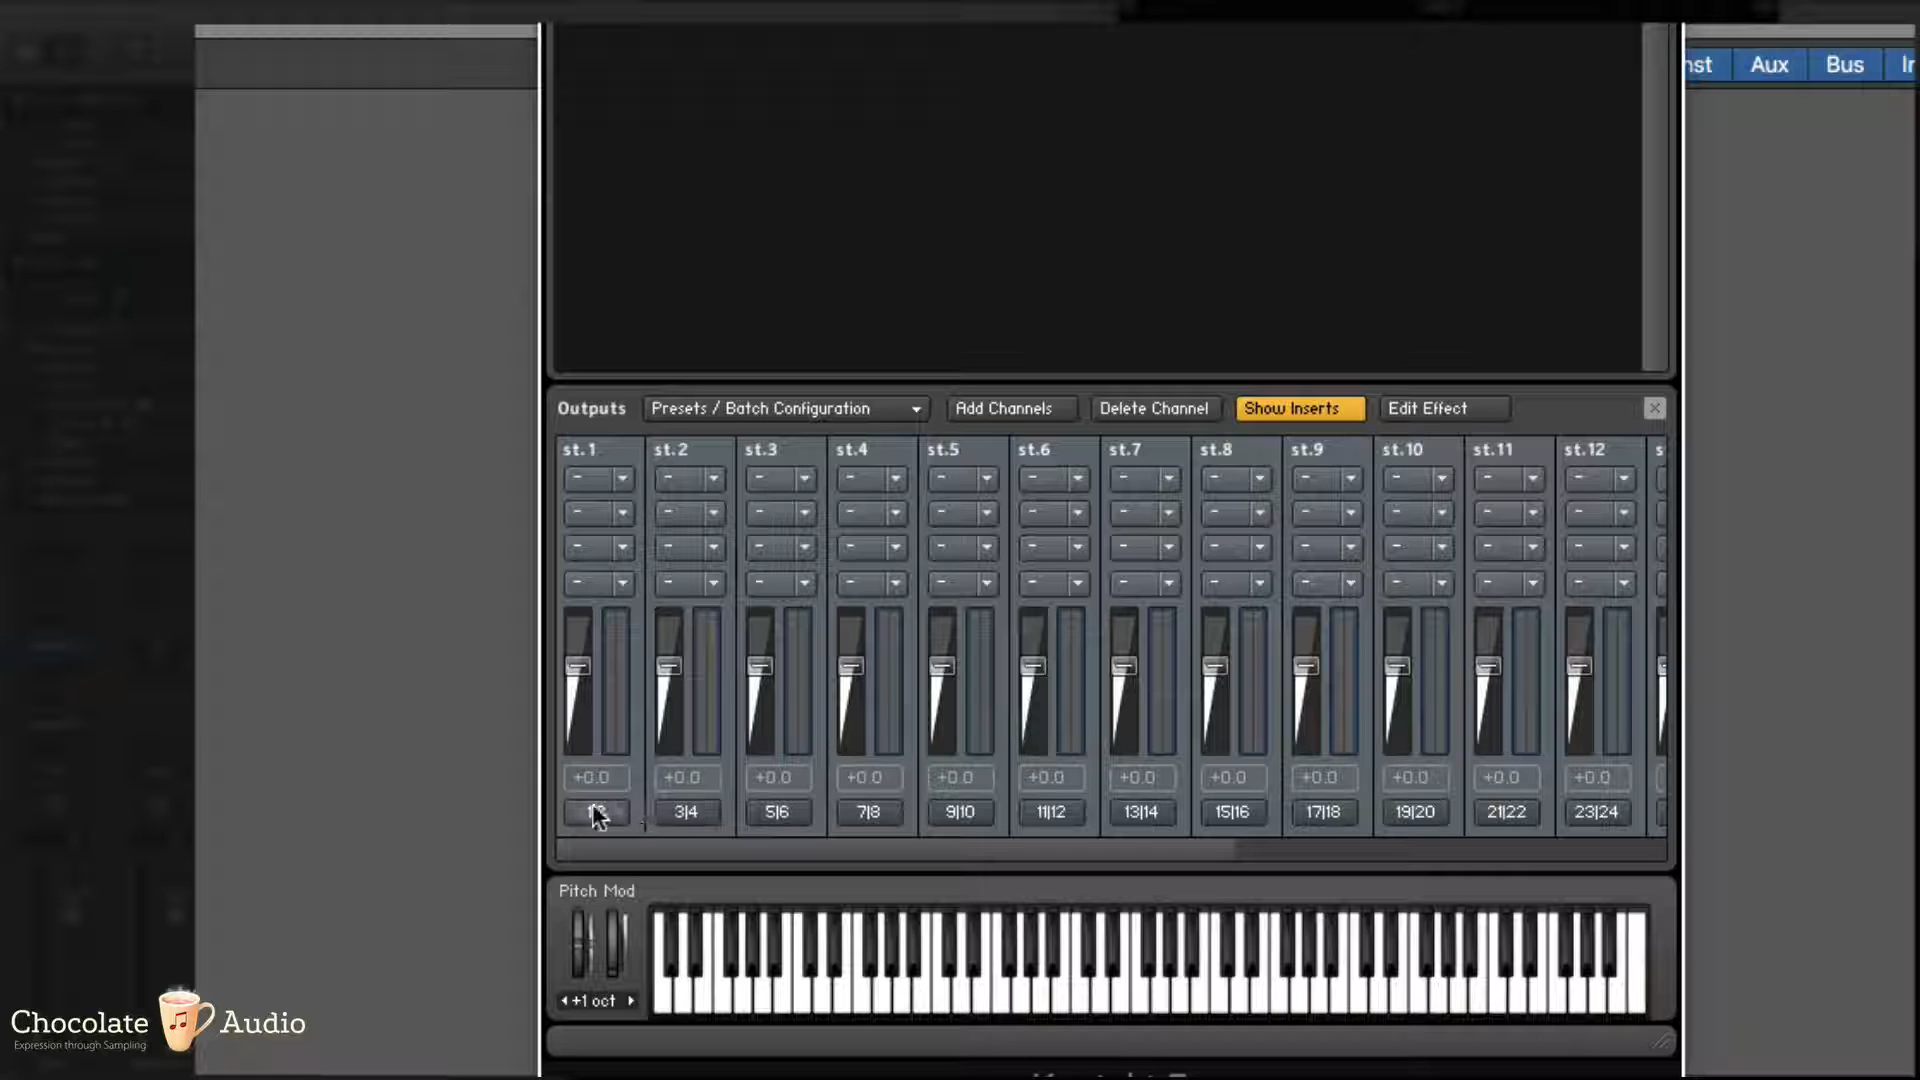 nst Aux Bus
Outputs Presets / Batch Configuration Add Channels Delete Channel Show Inserts Edit Effect
st.1 st.2 st.3 st.4 st.5 st.6 st.7 st.8 st.9 st.10 st.11 st.12 s
+0.0 +0.0 +0.0 +0.0 +0.0 +0.0 +0.0 +0.0 +0.0 +0.0 +0.0 +0.0
3|4 5|6 7|8 9|10 11|12 13|14 15|16 17|18 19|20 21|22 23|24
Pitch Mod
+1 oct
Chocolate Audio
Expression through Sampling